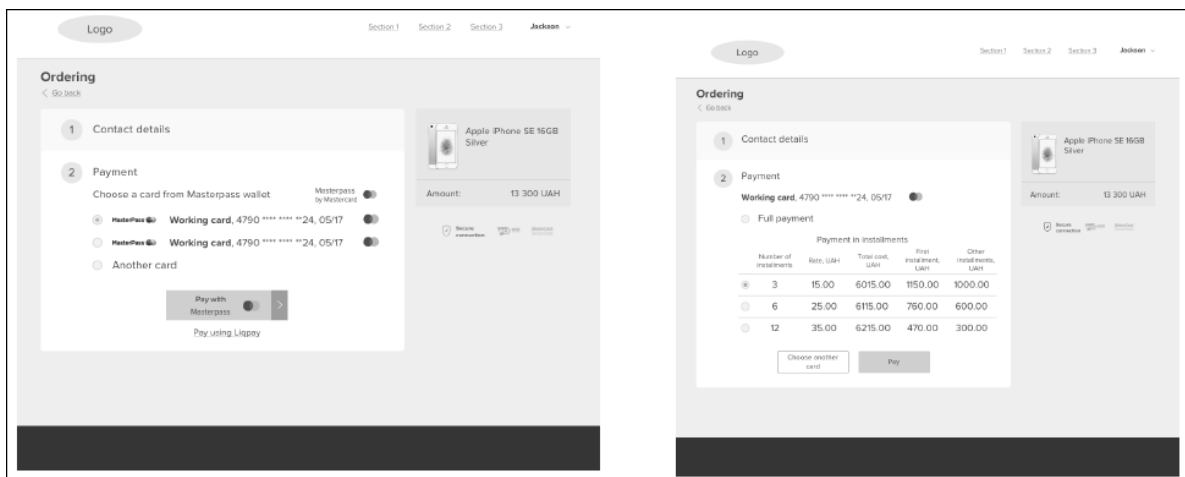 Logo
Section 1 Section 2 Section 3 Jackson
Ordering
Go back
1 Contact details
2 Payment
Choose a card from Masterpass wallet
Masterpass
by Mastercard
MasterPass Working card, 4790 **** **** **24, 05/17
MasterPass Working card, 4790 **** **** **24, 05/17
Another card
Pay with
Masterpass
Pay using Liqpay
Apple iPhone SE 16GB
Silver
Amount: 13 300 UAH
Secure
connection
Logo
Section 1 Section 2 Section 3 Jackson
Ordering
Go back
1 Contact details
2 Payment
Working card, 4790 **** **** **24, 05/17
Full payment
Payment in installments
Number of
installments
Rate, UAH
Total cost,
UAH
First
installment,
UAH
Other
installments,
UAH
3 15.00 6015.00 1150.00 1000.00
6 25.00 6115.00 760.00 600.00
12 35.00 6215.00 470.00 300.00
Choose another
card
Pay
Apple iPhone SE 16GB
Silver
Amount: 13 300 UAH
Secure
connection